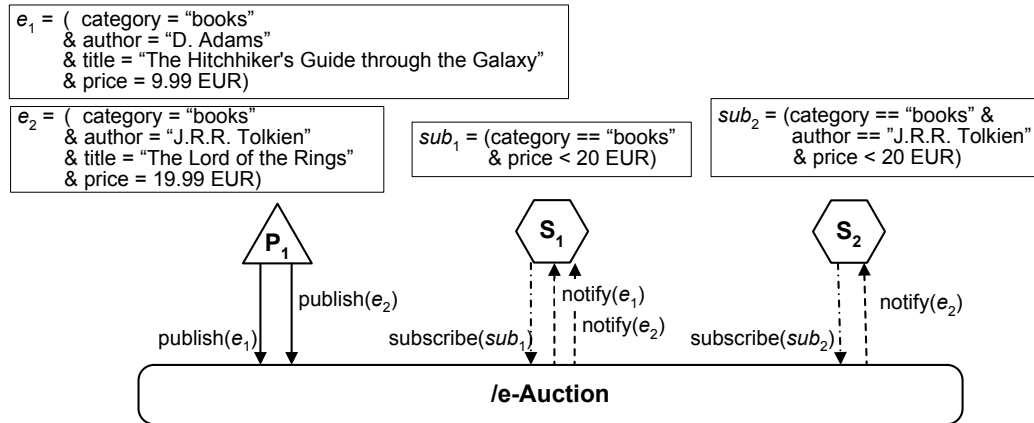 e1 = ( category = “books”
& author = “D. Adams”
& title = “The Hitchhiker's Guide through the Galaxy”
& price = 9.99 EUR)
e2 = ( category = “books”
& author = “J.R.R. Tolkien”
& title = “The Lord of the Rings”
& price = 19.99 EUR)
sub1 = (category == “books”
& price < 20 EUR)
sub2 = (category == “books” &
author == ”J.R.R. Tolkien”
& price < 20 EUR)
P1
S1
S2
publish(e2)
publish(e1)
notify(e1)
notify(e2)
subscribe(sub1)
notify(e2)
subscribe(sub2)
/e-Auction